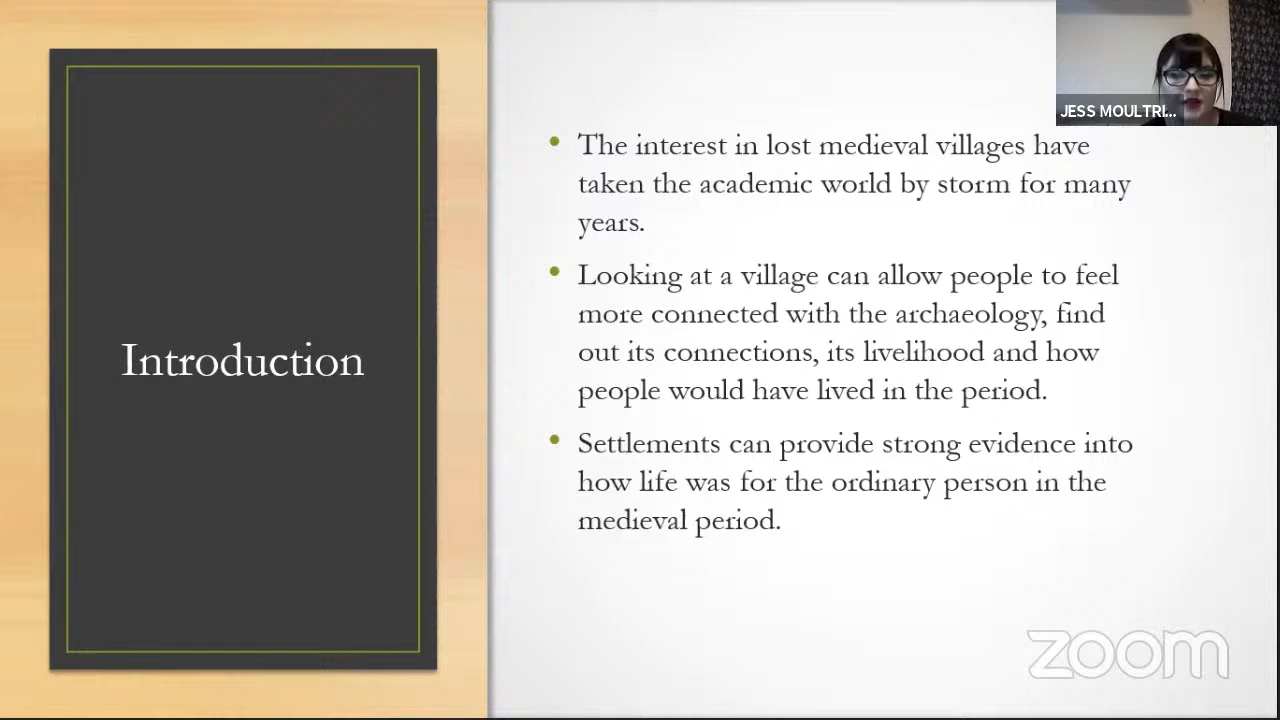 JESS MOULTRI...
The interest in lost medieval villages have
taken the academic world by storm for many
years.
Looking at a village can allow people to feel
more connected with the archaeology, find
out its connections, its livelihood and how
people would have lived in the period.
Introduction
Settlements can provide strong evidence into
how life was for the ordinary person in the
medieval period.
zoom